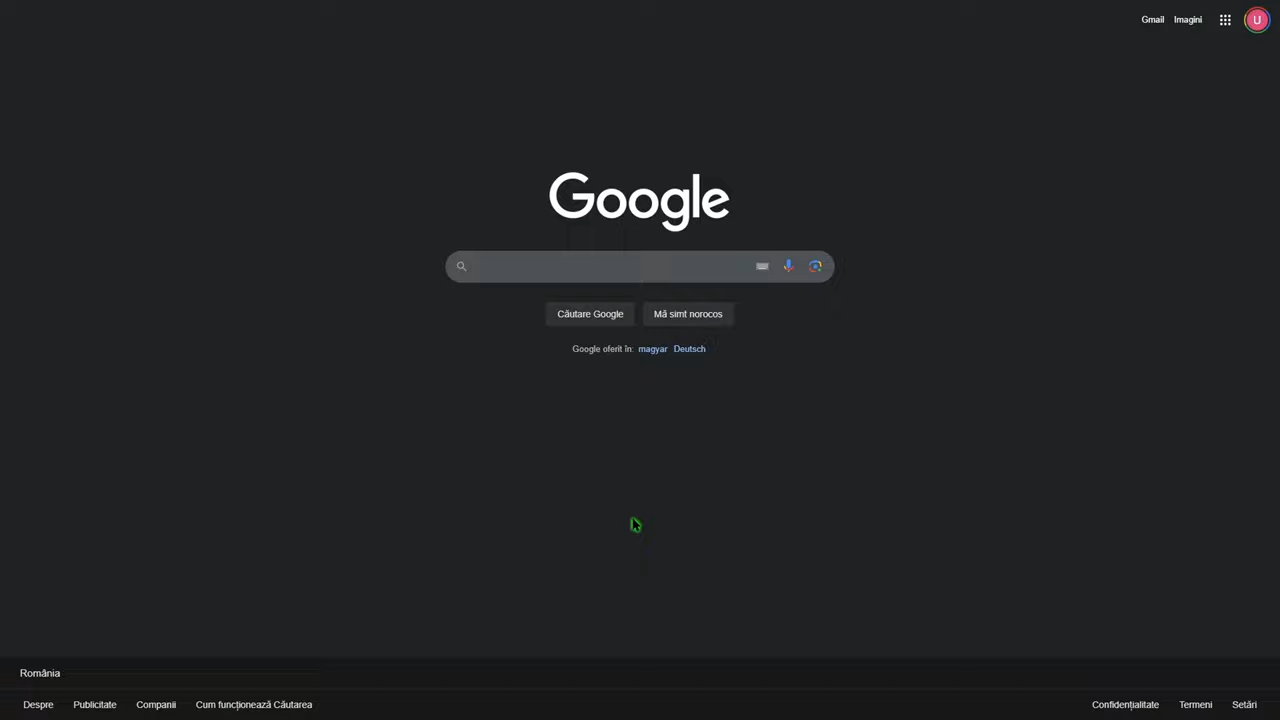 Gmail Imagini
U
Google
Căutare Google Mă simt norocos
Google oferit în: magyar Deutsch
România
Despre Publicitate Companii Cum funcționează Căutarea Confidențialitate Termeni Setări